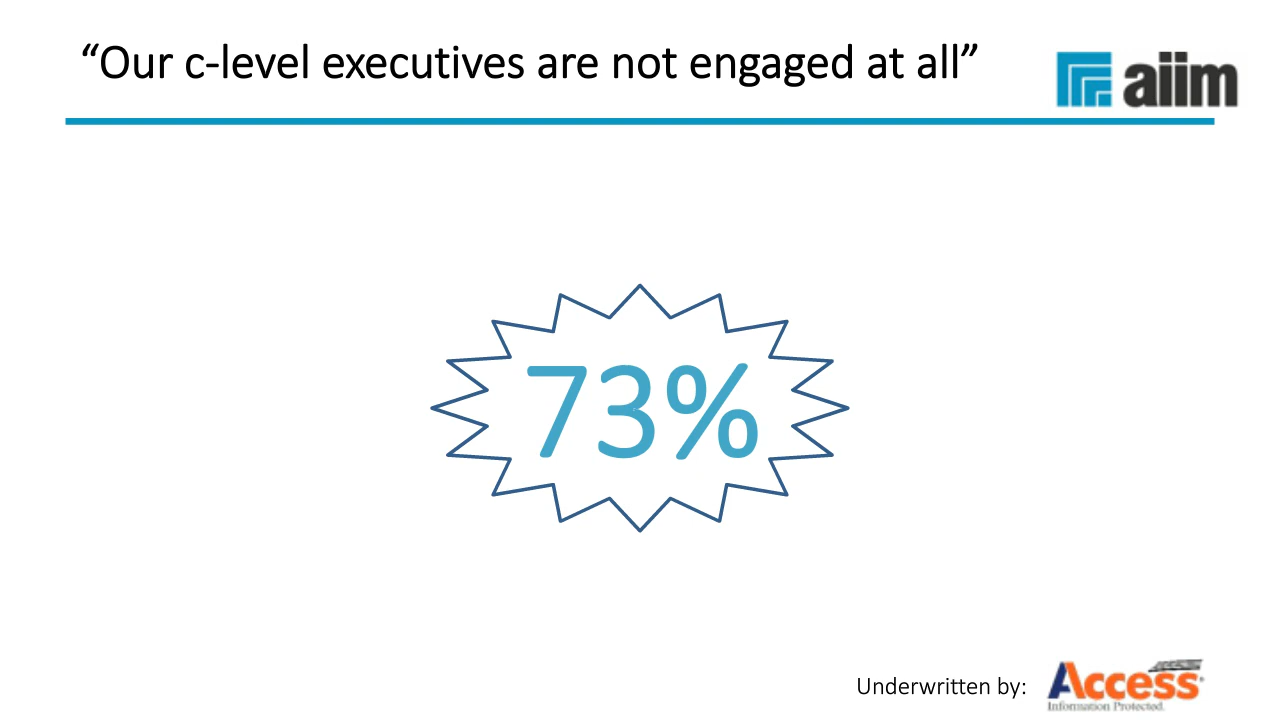 “Our c-level executives are not engaged at all”
aiim
73%
Underwritten by:
Access
Information Protected.